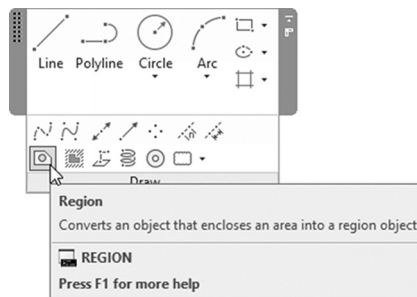 Line Polyline Circle Arc
Draw
Region
Converts an object that encloses an area into a region object
REGION
Press F1 for more help